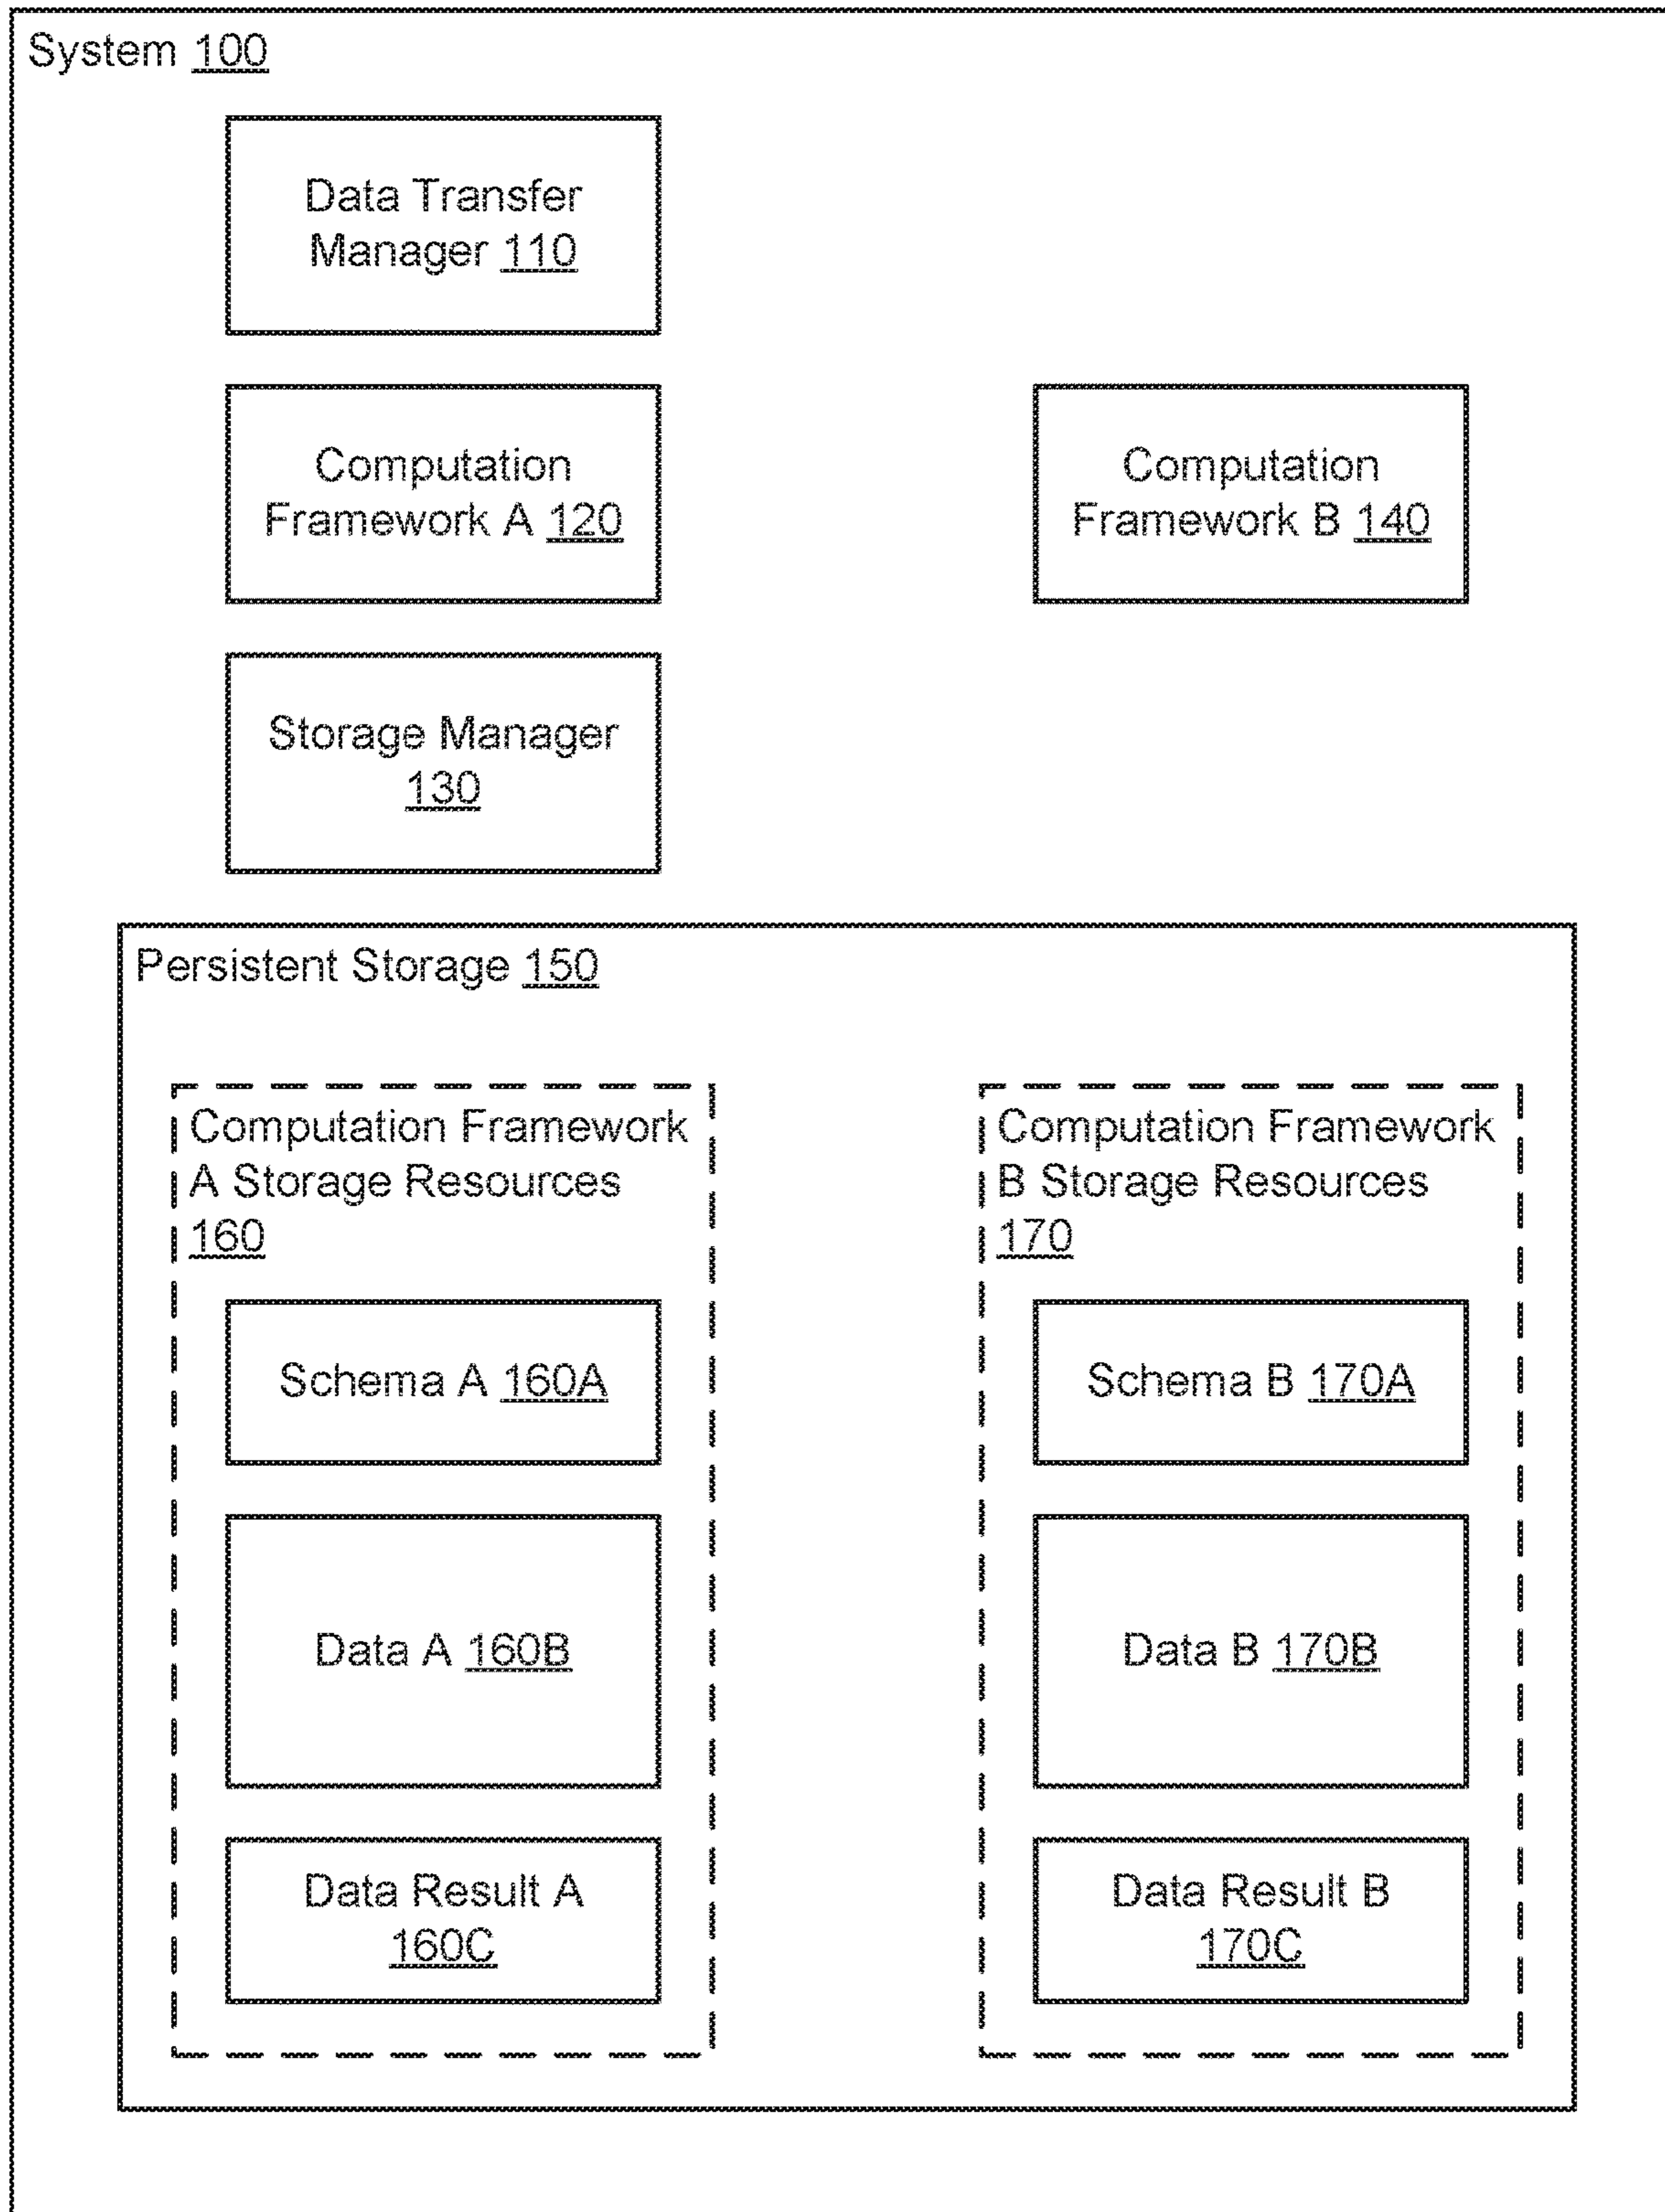 System 100
Data Transfer
Manager 110
Computation
Framework A 120
Computation
Framework B 140
Storage Manager
130
Persistent Storage 150
Computation Framework
A Storage Resources
160
Computation Framework
B Storage Resources
170
Schema A 160A
Schema B 170A
Data A 160B
Data B 170B
Data Result A
160C
Data Result B
170C